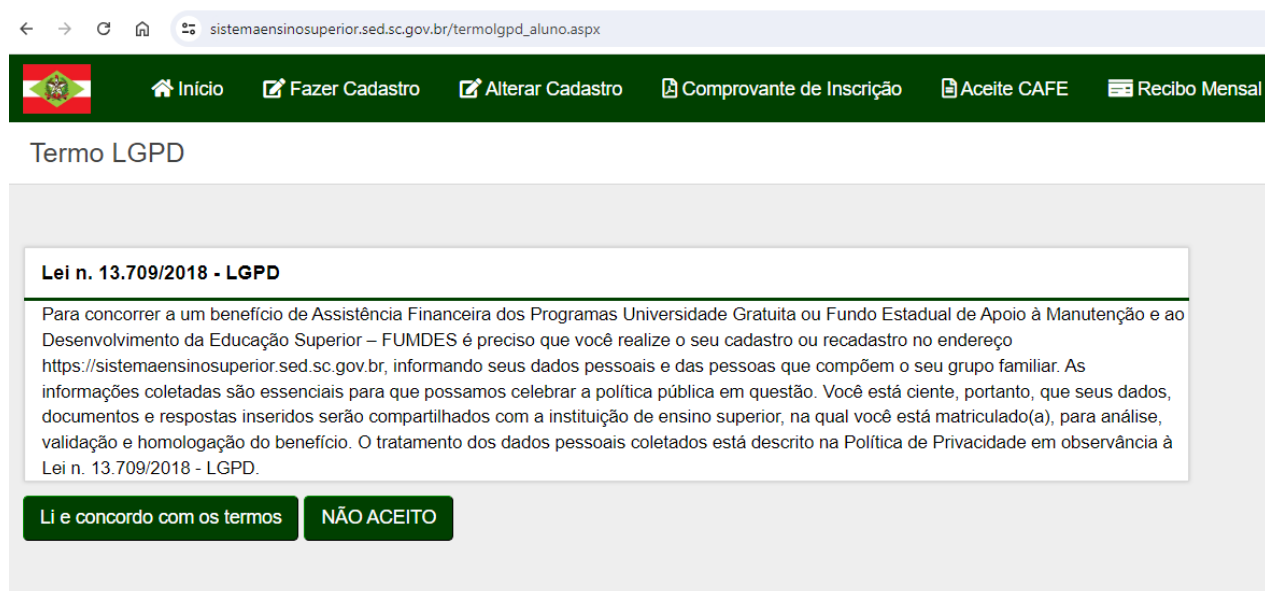 sistemaensinosuperior.sed.sc.gov.br/termolgpd_aluno.aspx
Início Fazer Cadastro Alterar Cadastro Comprovante de Inscrição Aceite CAFE Recibo Mensal
Termo LGPD
Lei n. 13.709/2018 - LGPD
Para concorrer a um benefício de Assistência Financeira dos Programas Universidade Gratuita ou Fundo Estadual de Apoio à Manutenção e ao
Desenvolvimento da Educação Superior – FUMDES é preciso que você realize o seu cadastro ou recadastro no endereço
https://sistemaensinosuperior.sed.sc.gov.br, informando seus dados pessoais e das pessoas que compõem o seu grupo familiar. As
informações coletadas são essenciais para que possamos celebrar a política pública em questão. Você está ciente, portanto, que seus dados,
documentos e respostas inseridos serão compartilhados com a instituição de ensino superior, na qual você está matriculado(a), para análise,
validação e homologação do benefício. O tratamento dos dados pessoais coletados está descrito na Política de Privacidade em observância à
Lei n. 13.709/2018 - LGPD.
Li e concordo com os termos NÃO ACEITO